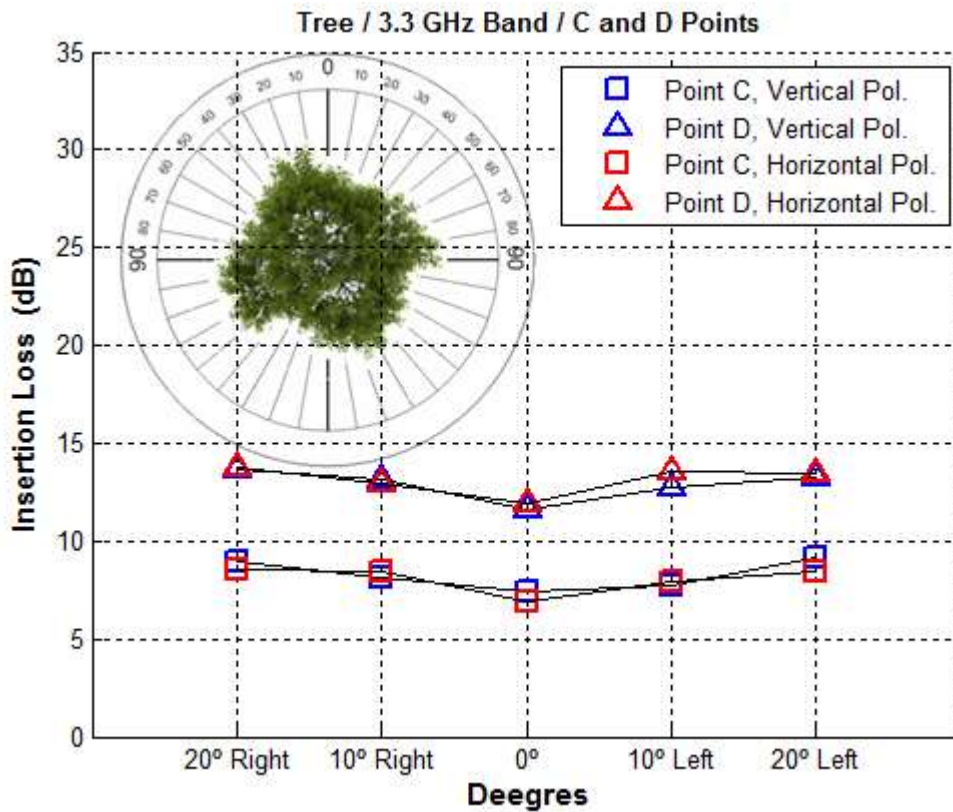 Tree / 3.3 GHz Band / C and D Points
35
30
25
20
15
10
5
0
Insertion Loss (dB)
0
10 10
20 20
30 30
40 40
50 50
60 60
70 70
80 80
90 90
Point C, Vertical Pol.
Point D, Vertical Pol.
Point C, Horizontal Pol.
Point D, Horizontal Pol.
20º Right 10º Right 0º 10º Left 20º Left
Deegres